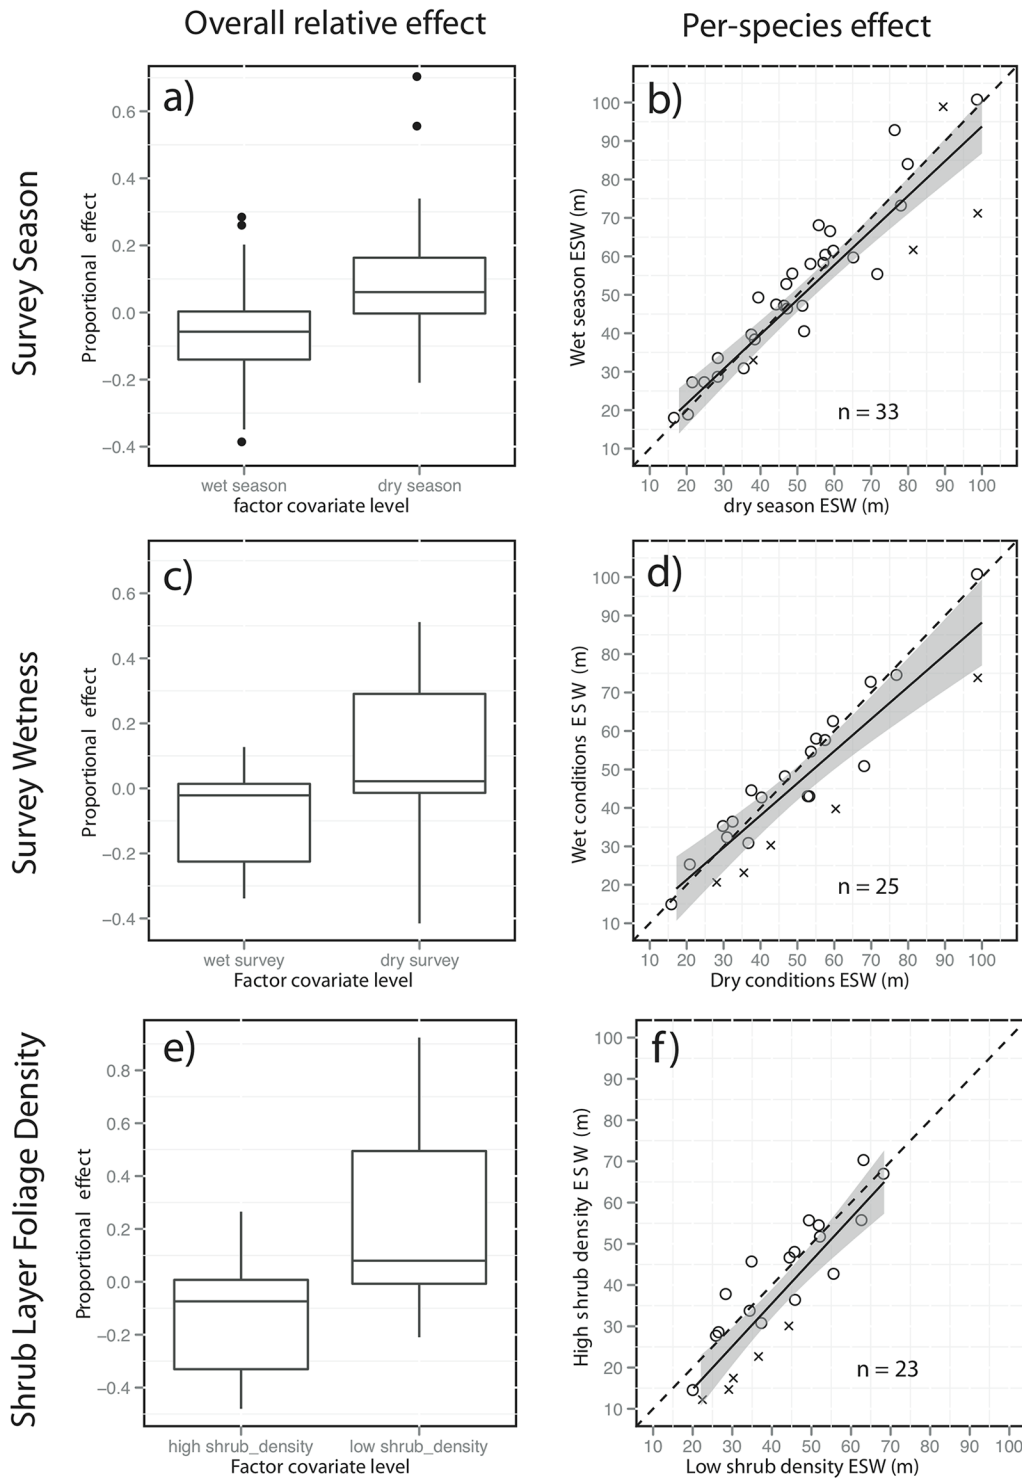 Overall relative effect
Per-species effect
Survey Season
a)
Proportional effect
0.6
0.4
0.2
0.0
−0.2
−0.4
wet season
dry season
factor covariate level
b)
Wet season ESW (m)
100
90
80
70
60
50
40
30
20
10
n = 33
10 20 30 40 50 60 70 80 90 100
dry season ESW (m)
Survey Wetness
c)
Proportional effect
0.6
0.4
0.2
0.0
−0.2
−0.4
wet survey
dry survey
Factor covariate level
d)
Wet conditions ESW (m)
100
90
80
70
60
50
40
30
20
10
n = 25
10 20 30 40 50 60 70 80 90 100
Dry conditions ESW (m)
Shrub Layer Foliage Density
e)
Proportional effect
0.8
0.6
0.4
0.2
0.0
−0.2
−0.4
high shrub_density
low shrub_density
Factor covariate level
f)
High shrub density ESW (m)
100
90
80
70
60
50
40
30
20
10
n = 23
10 20 30 40 50 60 70 80 90 100
Low shrub density ESW (m)